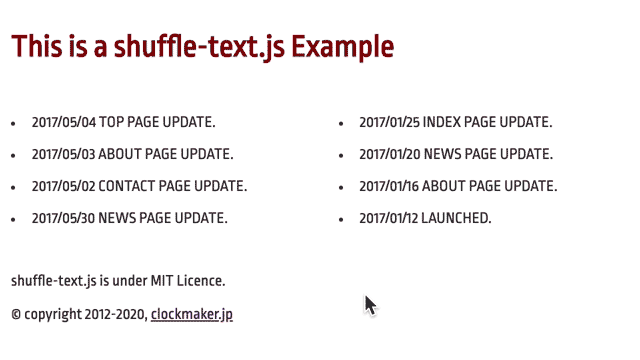 This is a shuffle-text.js Example
2017/05/04 TOP PAGE UPDATE.
2017/05/03 ABOUT PAGE UPDATE.
2017/05/02 CONTACT PAGE UPDATE.
2017/05/30 NEWS PAGE UPDATE.
2017/01/25 INDEX PAGE UPDATE.
2017/01/20 NEWS PAGE UPDATE.
2017/01/16 ABOUT PAGE UPDATE.
2017/01/12 LAUNCHED.
shuffle-text.js is under MIT Licence.
© copyright 2012-2020, clockmaker.jp